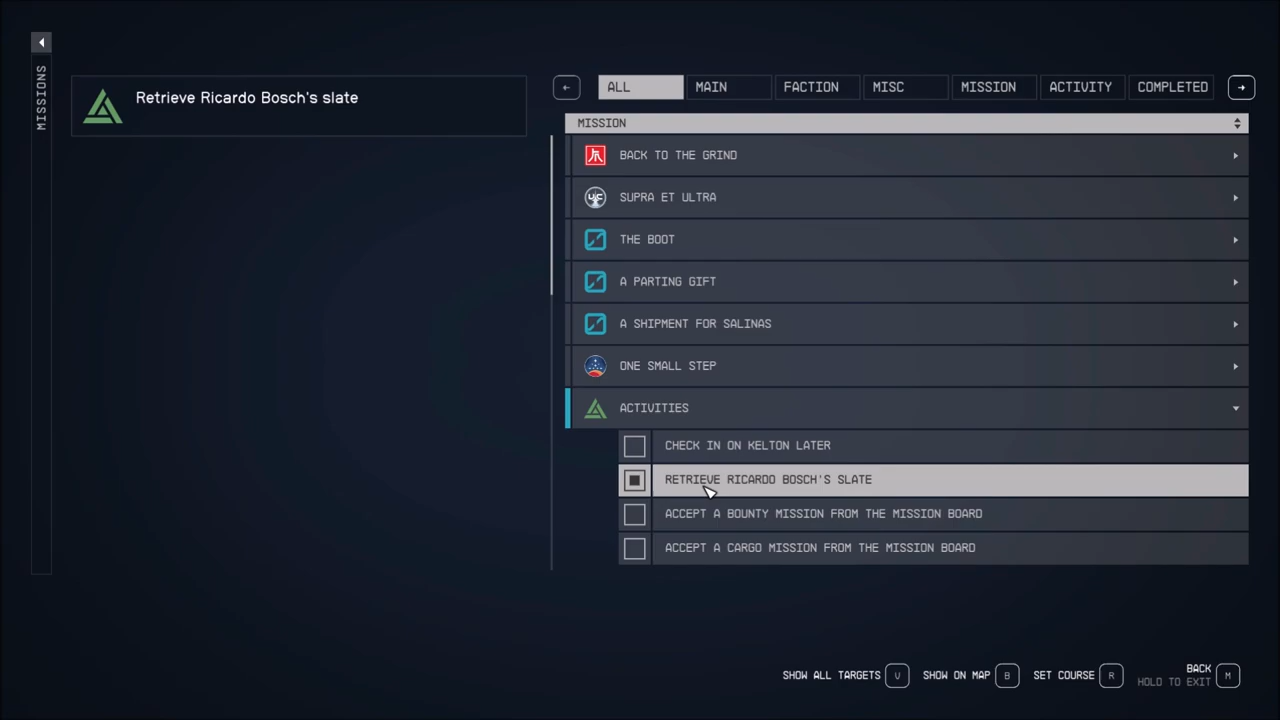 MISSIONS
Retrieve Ricardo Bosch's slate
ALL MAIN FACTION MISC MISSION ACTIVITY COMPLETED
MISSION
BACK TO THE GRIND
UC
SUPRA ET ULTRA
THE BOOT
A PARTING GIFT
A SHIPMENT FOR SALINAS
ONE SMALL STEP
ACTIVITIES
CHECK IN ON KELTON LATER
RETRIEVE RICARDO BOSCH'S SLATE
ACCEPT A BOUNTY MISSION FROM THE MISSION BOARD
ACCEPT A CARGO MISSION FROM THE MISSION BOARD
SHOW ALL TARGETS V SHOW ON MAP B SET COURSE R BACK M
HOLD TO EXIT